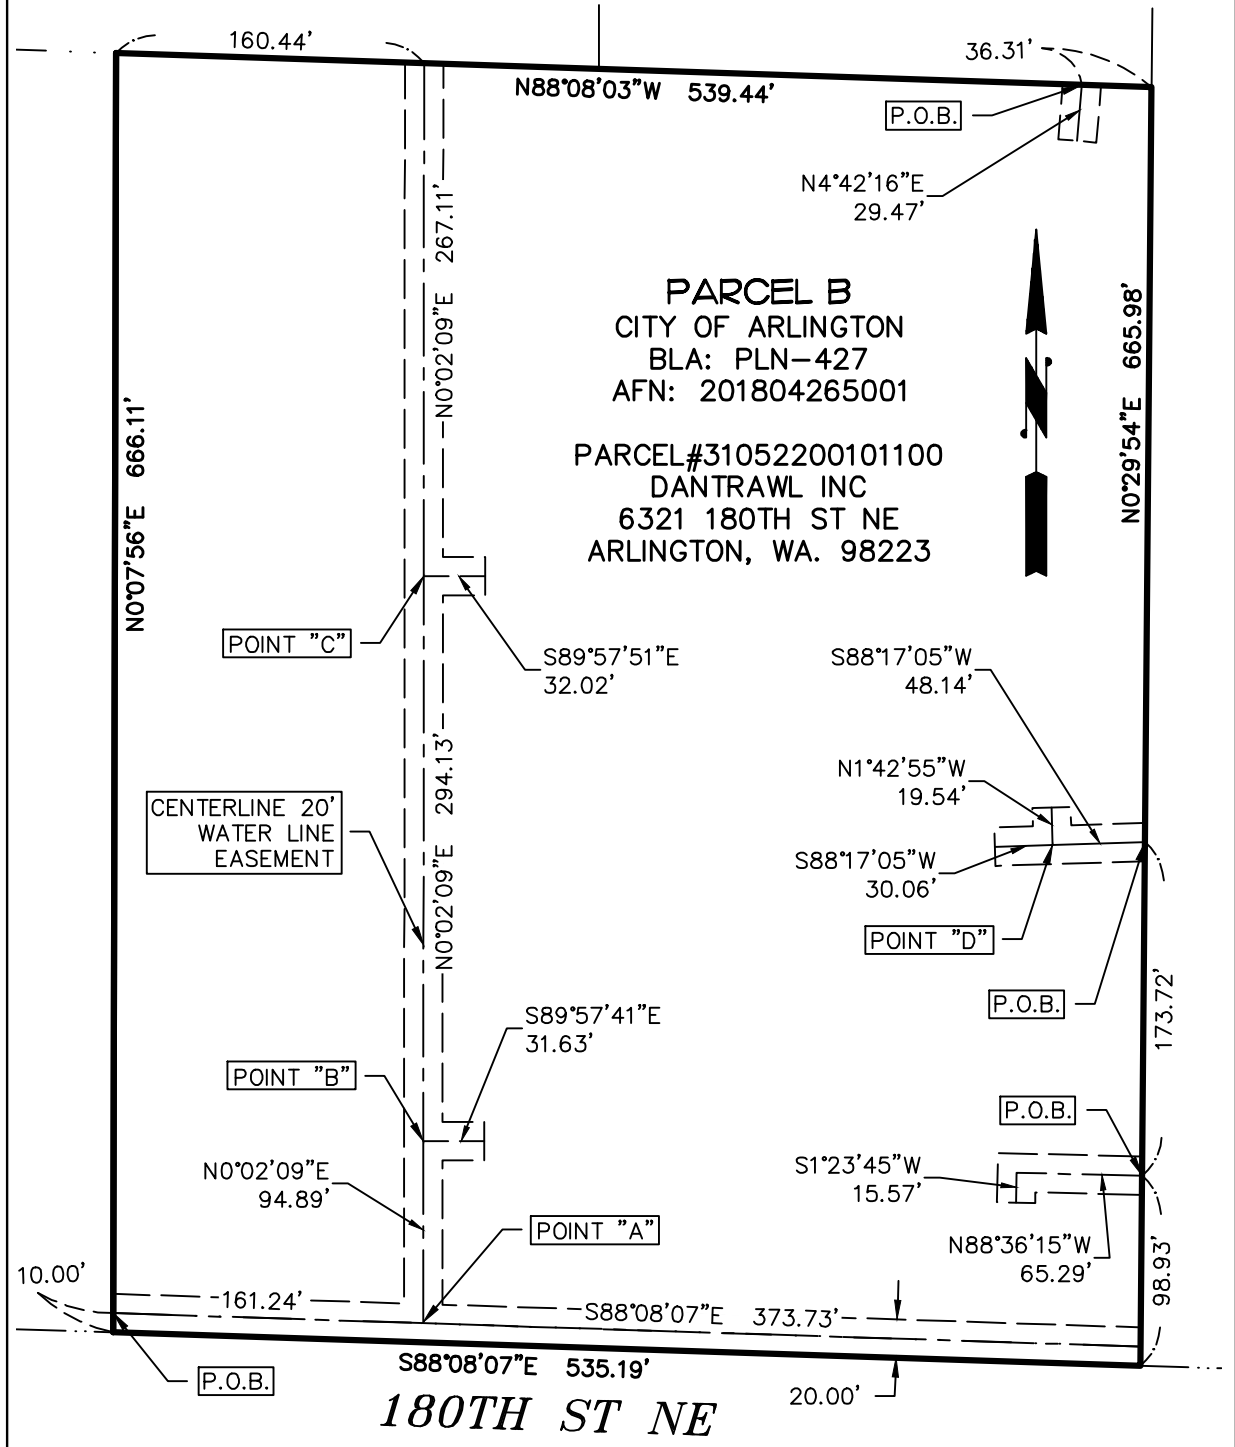 160.44'
36.31'
N88°08'03"W 539.44'
P.O.B.
N4°42'16"E
29.47'
N0°02'09"E 267.11'
PARCEL B
CITY OF ARLINGTON
BLA: PLN-427
AFN: 201804265001
PARCEL#31052200101100
DANTRAWL INC
6321 180TH ST NE
ARLINGTON, WA. 98223
N0°29'54"E 665.98'
N0°07'56"E 666.11'
POINT "C"
S89°57'51"E
32.02'
S88°17'05"W
48.14'
N1°42'55"W
19.54'
CENTERLINE 20'
WATER LINE
EASEMENT
N0°02'09"E 294.13'
S88°17'05"W
30.06'
POINT "D"
P.O.B.
173.72'
S89°57'41"E
31.63'
POINT "B"
P.O.B.
N0°02'09"E
94.89'
S1°23'45"W
15.57'
POINT "A"
N88°36'15"W
65.29'
98.93'
10.00'
161.24'
S88°08'07"E 373.73'
S88°08'07"E 535.19'
P.O.B.
20.00'
180TH ST NE